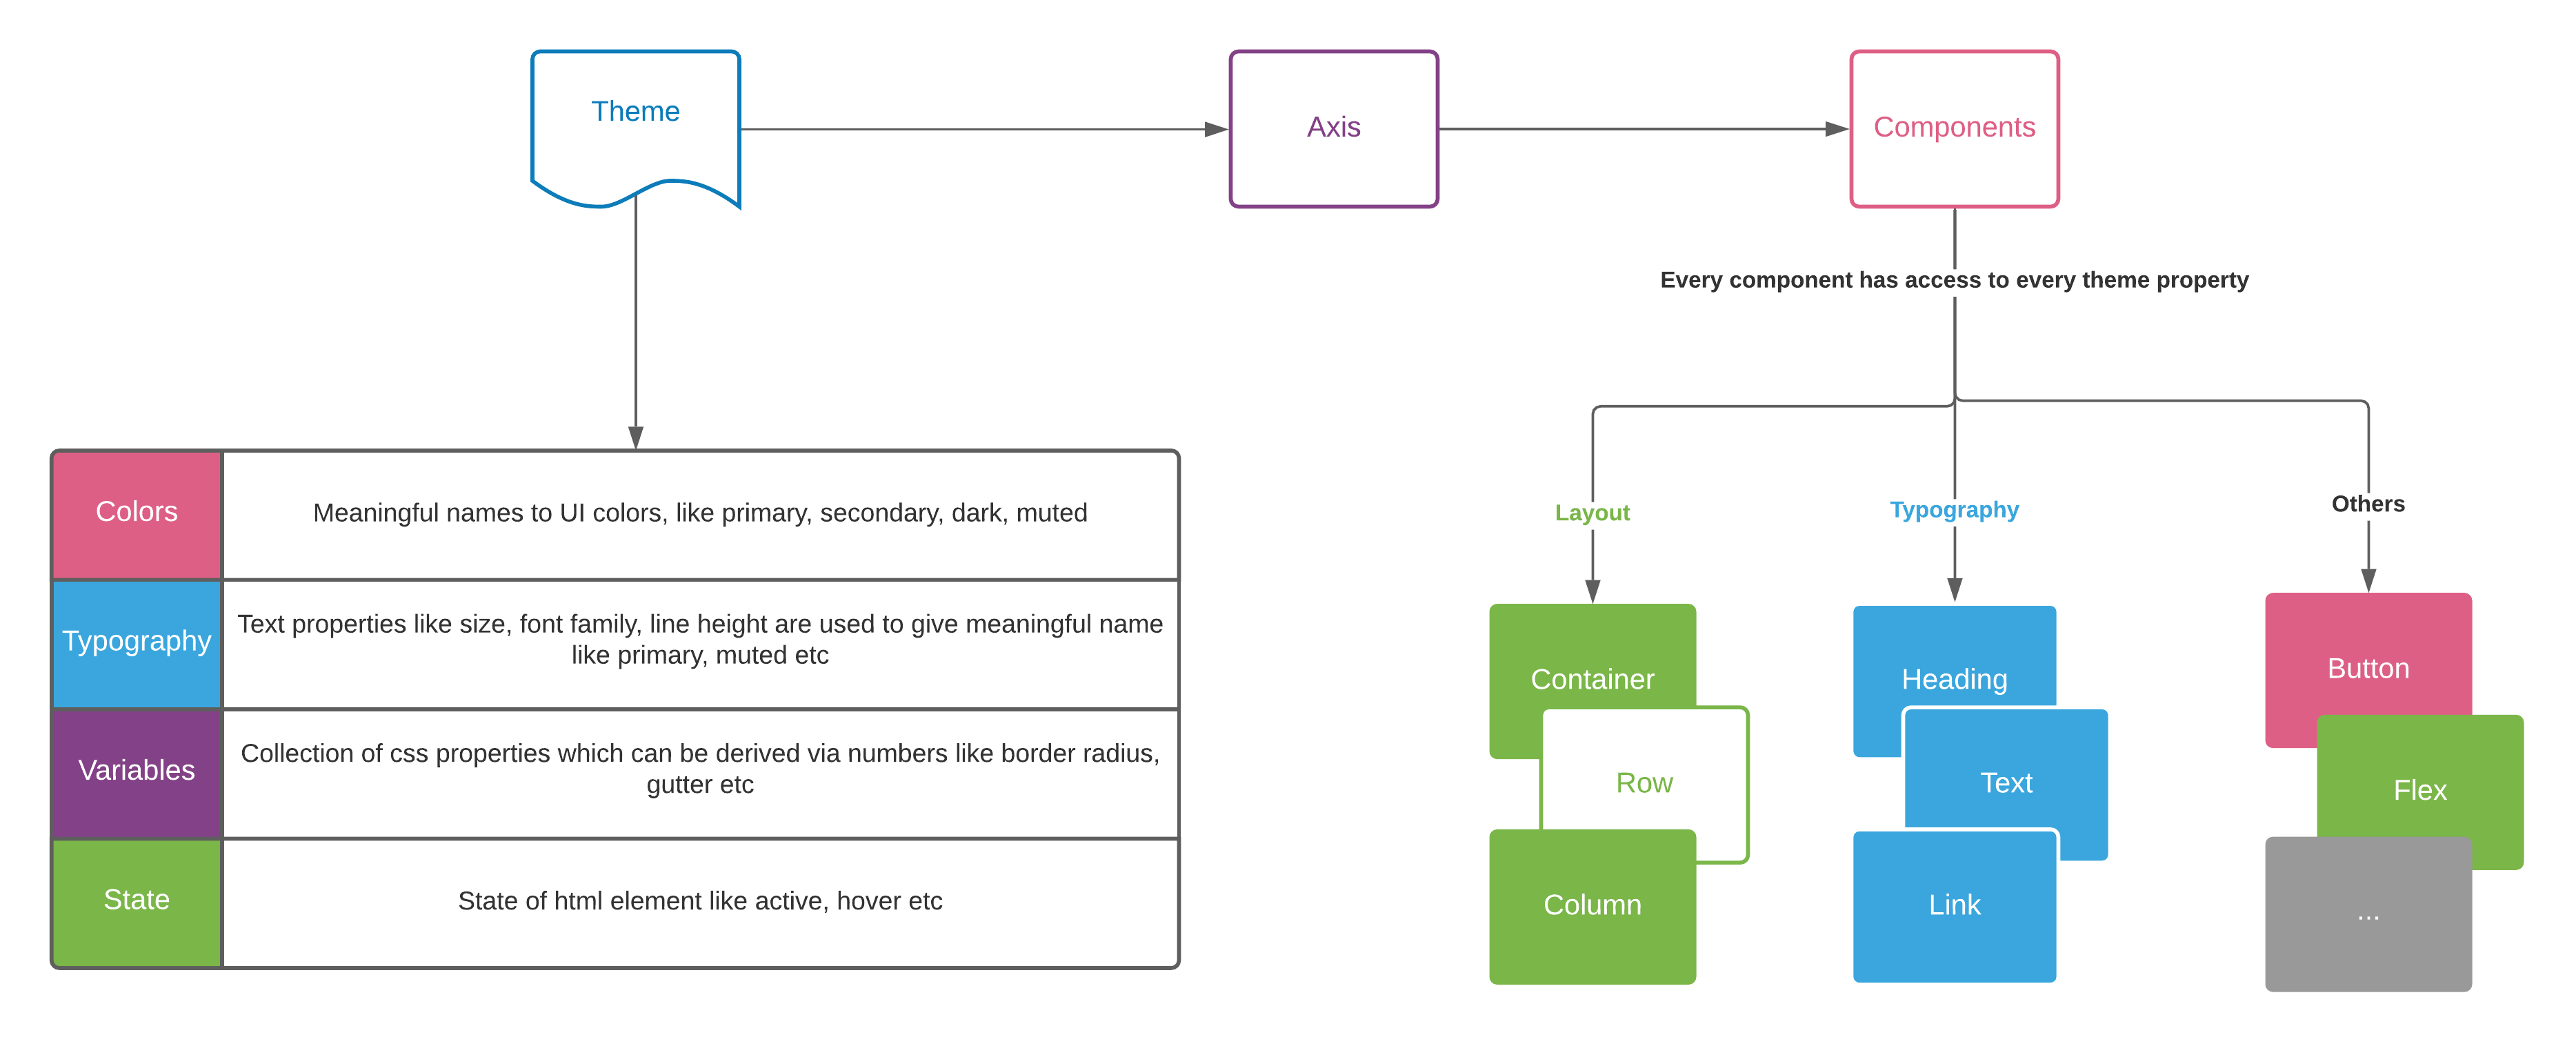 Theme
Axis
Components
Every component has access to every theme property
Colors
Meaningful names to UI colors, like primary, secondary, dark, muted
Typography
Text properties like size, font family, line height are used to give meaningful name
like primary, muted etc
Variables
Collection of css properties which can be derived via numbers like border radius,
gutter etc
State
State of html element like active, hover etc
Layout
Container
Row
Column
Typography
Heading
Text
Link
Others
Button
Flex
...